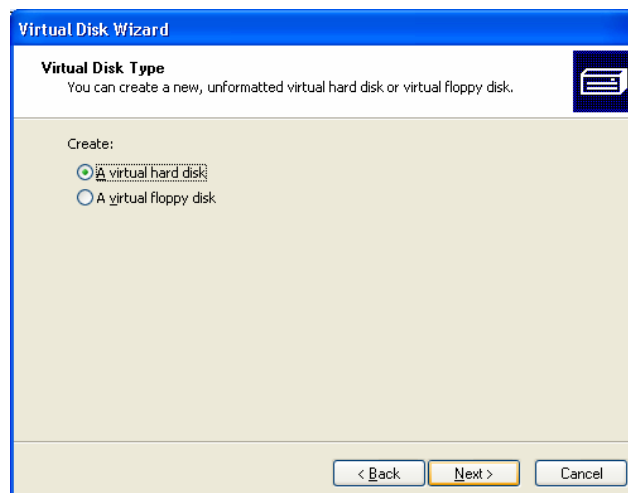 Virtual Disk Wizard
Virtual Disk Type
You can create a new, unformatted virtual hard disk or virtual floppy disk.
Create:
A virtual hard disk
A virtual floppy disk
< Back Next > Cancel